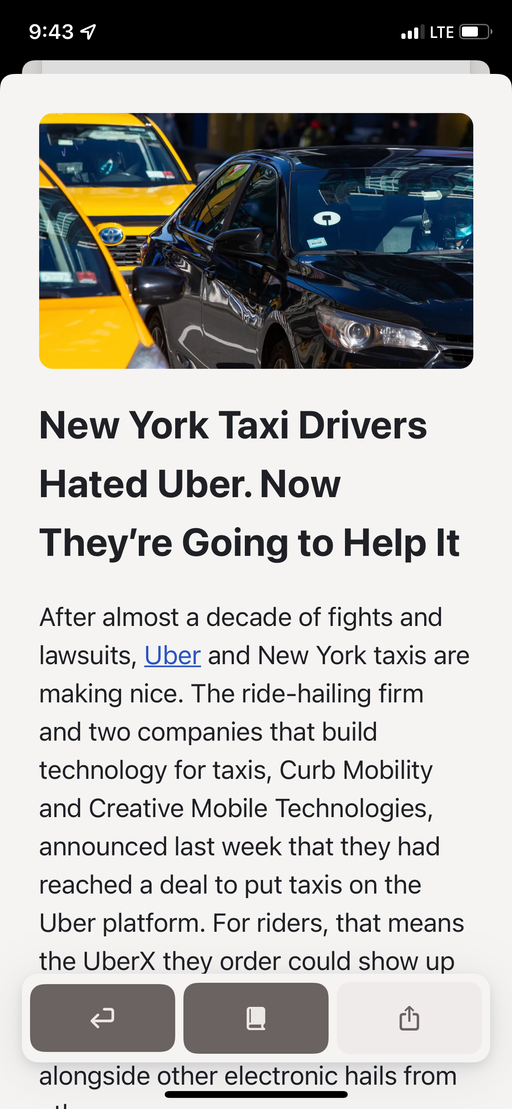 9:43
LTE
New York Taxi Drivers
Hated Uber. Now
They're Going to Help It
After almost a decade of fights and
lawsuits, Uber and New York taxis are
making nice. The ride-hailing firm
and two companies that build
technology for taxis, Curb Mobility
and Creative Mobile Technologies,
announced last week that they had
reached a deal to put taxis on the
Uber platform. For riders, that means
the UberX they order could show up
alongside other electronic hails from